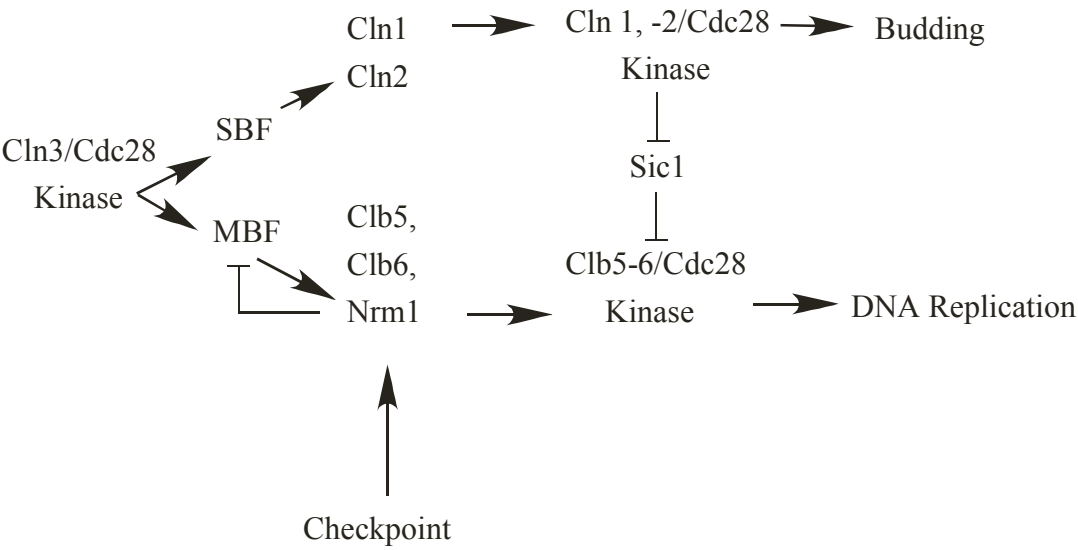 Cln1
Cln2
Cln 1, -2/Cdc28
Kinase
Budding
SBF
Cln3/Cdc28
Kinase
Sic1
MBF
Clb5,
Clb6,
Nrm1
Clb5-6/Cdc28
Kinase
DNA Replication
Checkpoint